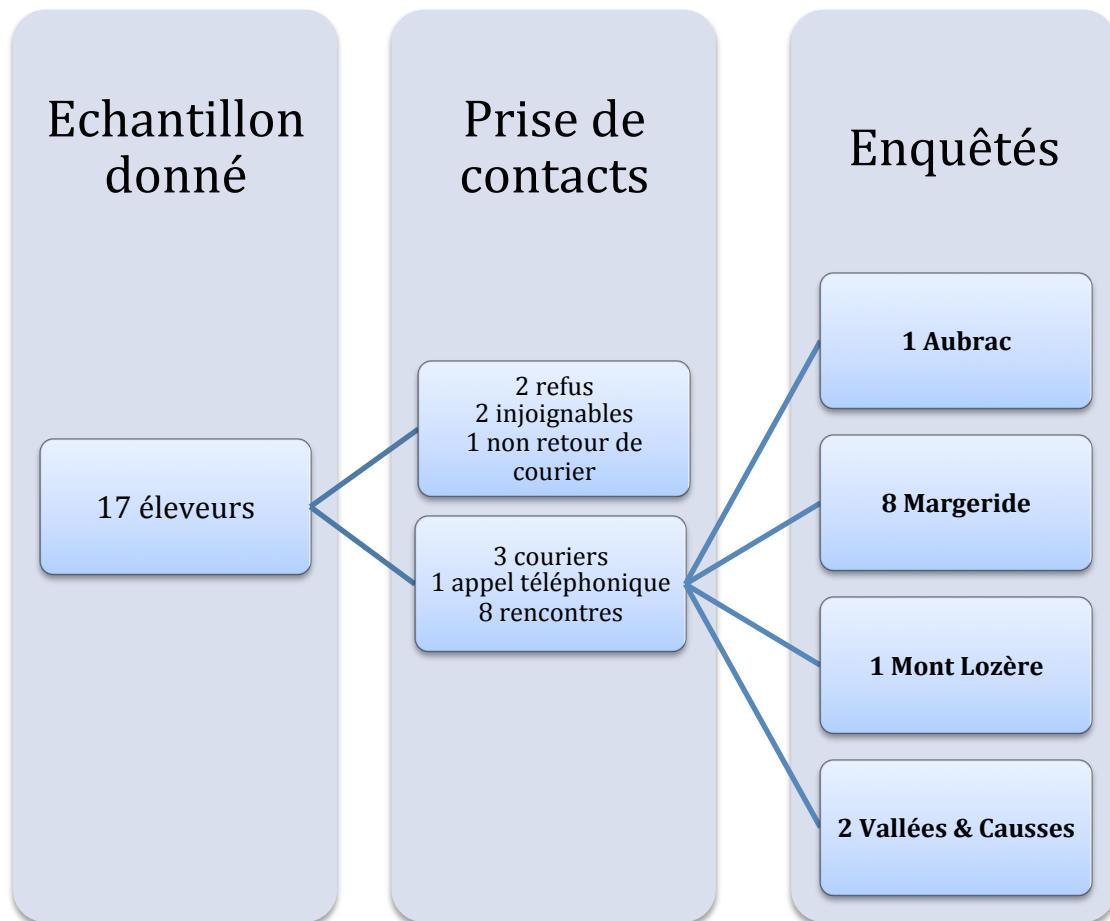 Echantillon
donné
17 éleveurs
Prise de
contacts
2 refus
2 injoignables
1 non retour de
courier
3 couriers
1 appel téléphonique
8 rencontres
Enquêtés
1 Aubrac
8 Margeride
1 Mont Lozère
2 Vallées & Causses